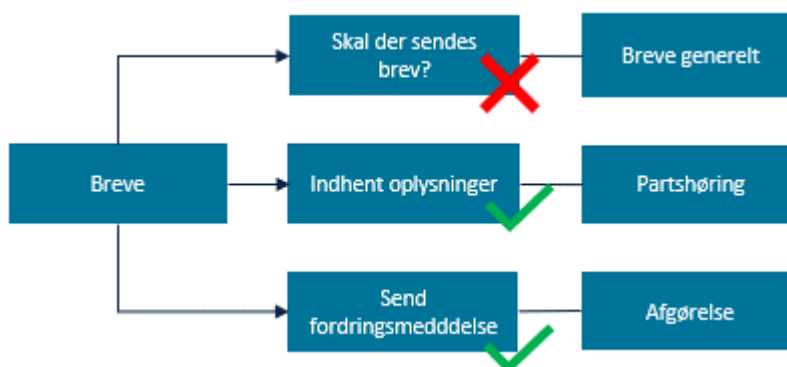 Skal der sendes
brev?
Breve generelt
Breve
Indhent oplysninger
Partshøring
Send
fordringsmedddelse
Afgørelse